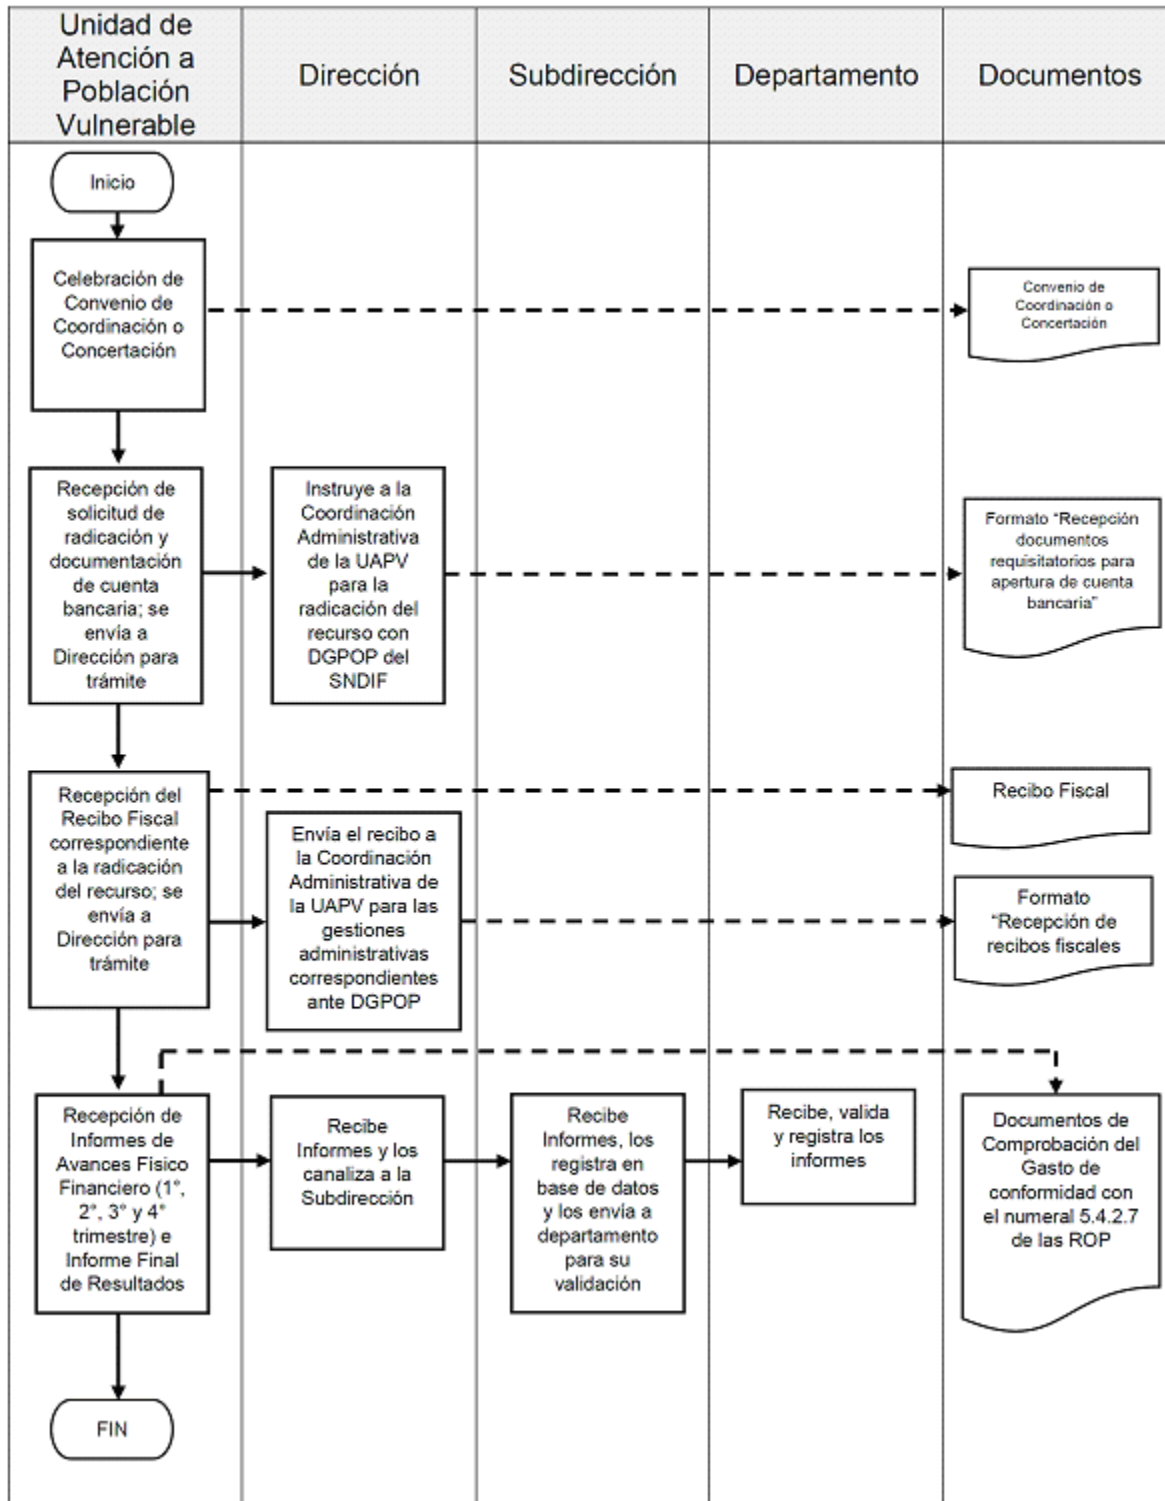 Unidad de
Atención a
Población
Vulnerable
Dirección
Subdirección
Departamento
Documentos
Inicio
Celebración de
Convenio de
Coordinación o
Concertación
Convenio de
Coordinación o
Concertación
Recepción de
solicitud de
radicación y
documentación
de cuenta
bancaria; se
envía a
Dirección para
trámite
Instruye a la
Coordinación
Administrativa
de la UAPV
para la
radicación del
recurso con
DGPOP del
SNDIF
Formato “Recepción
documentos
requisitatorios para
apertura de cuenta
bancaria”
Recepción del
Recibo Fiscal
correspondiente
a la radicación
del recurso; se
envía a
Dirección para
trámite
Envía el recibo a
la Coordinación
Administrativa de
la UAPV para las
gestiones
administrativas
correspondientes
ante DGPOP
Recibo Fiscal
Formato
“Recepción de
recibos fiscales
Recepción de
Informes de
Avances Físico
Financiero (1°,
2°, 3° y 4°
trimestre) e
Informe Final
de Resultados
Recibe
Informes y los
canaliza a la
Subdirección
Recibe
Informes, los
registra en
base de datos
y los envía a
departamento
para su
validación
Recibe, valida
y registra los
informes
Documentos de
Comprobación del
Gasto de
conformidad con
el numeral 5.4.2.7
de las ROP
FIN